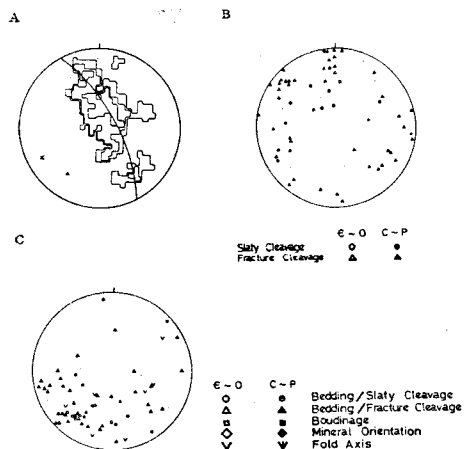 A
B
Є ~ O C ~ P
Slaty Cleavage
Fracture Cleavage
C
Є ~ O C ~ P
Bedding/Slaty Cleavage
Bedding/Fracture Cleavage
Boudinage
Mineral Orientation
Fold Axis